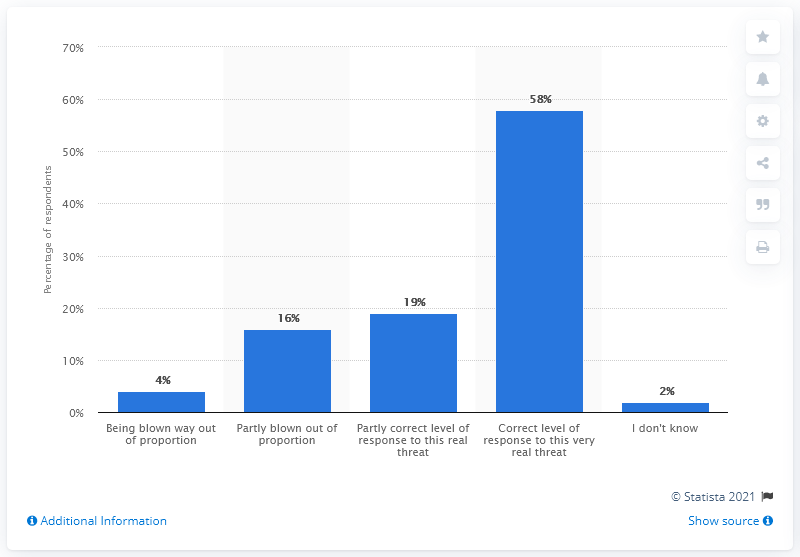 70%
60%
50%
40%
30%
20%
10%
0%
Percentage of respondents
4%
16%
19%
58%
2%
Being blown way out
of proportion
Partly blown out of
proportion
Partly correct level of
response to this real
threat
Correct level of
response to this very
real threat
I don't know
© Statista 2021
Additional Information
Show source